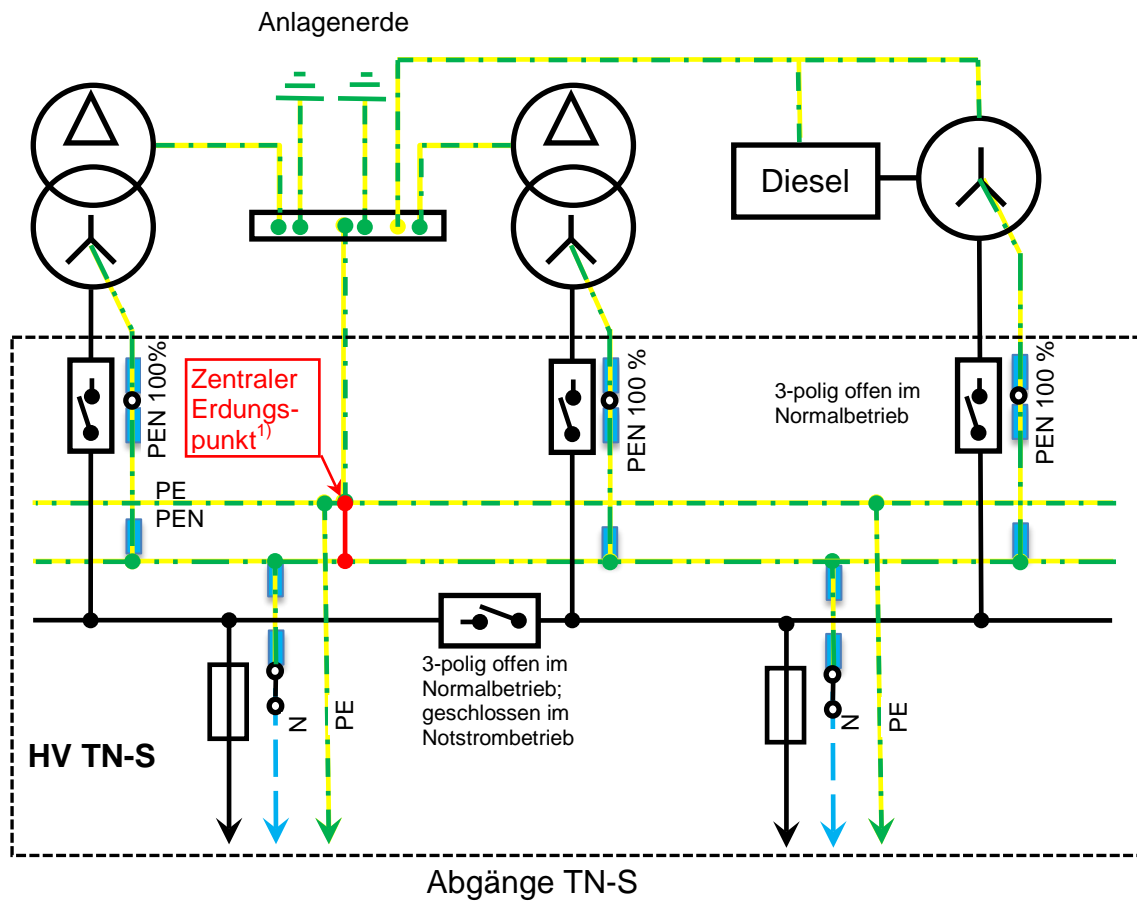 Anlagenerde
Diesel
PEN 100%
Zentraler
Erdungs-
punkt1)
PEN 100 %
3-polig offen im
Normalbetrieb
PEN 100 %
PE
PEN
3-polig offen im
Normalbetrieb;
geschlossen im
Notstrombetrieb
N
PE
N
PE
HV TN-S
Abgänge TN-S